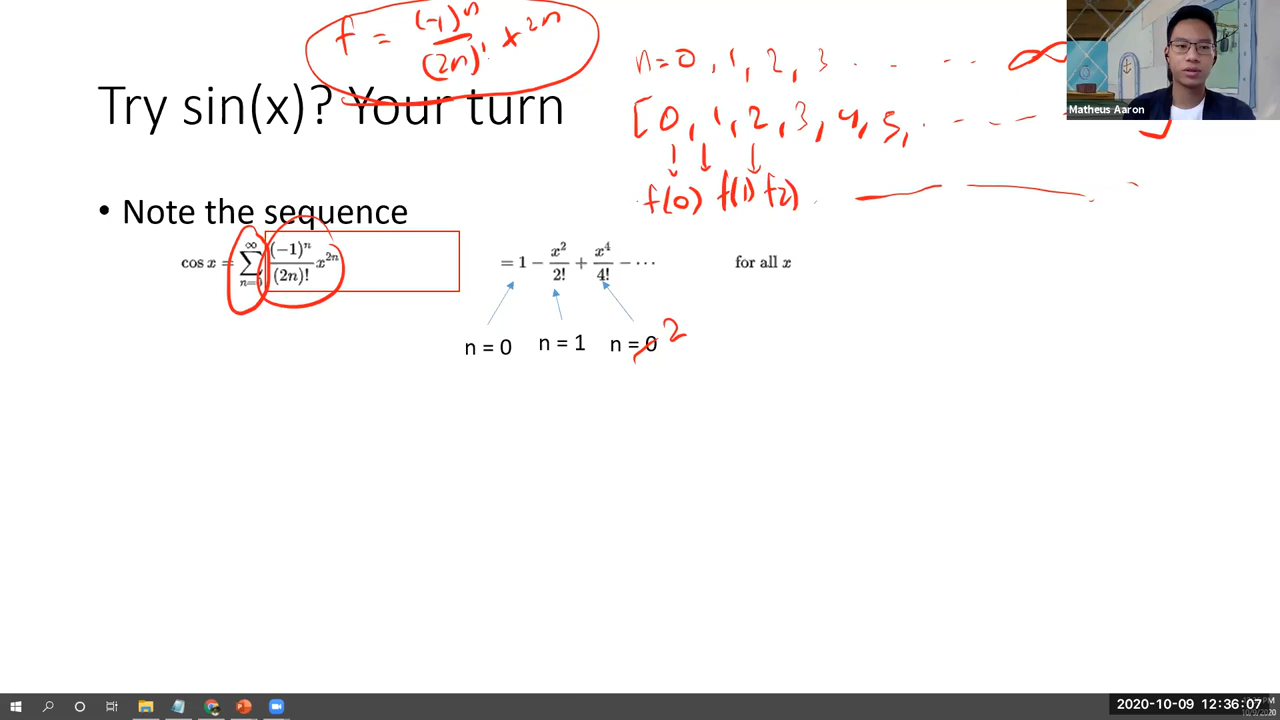 f = (-1)^n / (2n)! x^2n
n=0, 1, 2, 3 . . . . . . ∞
Matheus Aaron
Try sin(x)? Your turn
[0, 1, 2, 3, 4, 5, . - - - - ]
f(0) f(1) f2)
• Note the sequence
cos x = ∞ ∑ n=0 (−1)^n / (2n)! x^2n = 1 − x^2 / 2! + x^4 / 4! − ··· for all x
n = 0 n = 1 n = 0 2
2020-10-09 12:36:07